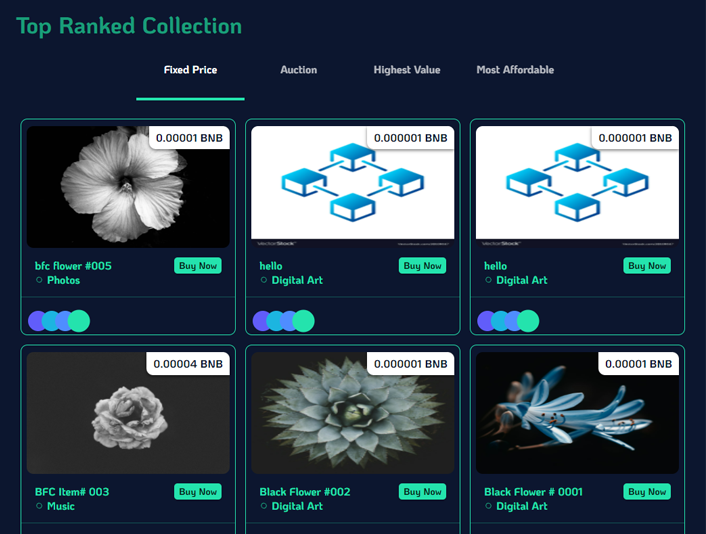 Top Ranked Collection
Fixed Price Auction Highest Value Most Affordable
0.00001 BNB
bfc flower #005 Buy Now
Photos
0.000001 BNB
VectorStock
hello Buy Now
Digital Art
0.000001 BNB
VectorStock
hello Buy Now
Digital Art
0.00004 BNB
BFC Item# 003 Buy Now
Music
0.000001 BNB
Black Flower #002 Buy Now
Digital Art
0.00001 BNB
Black Flower # 0001 Buy Now
Digital Art